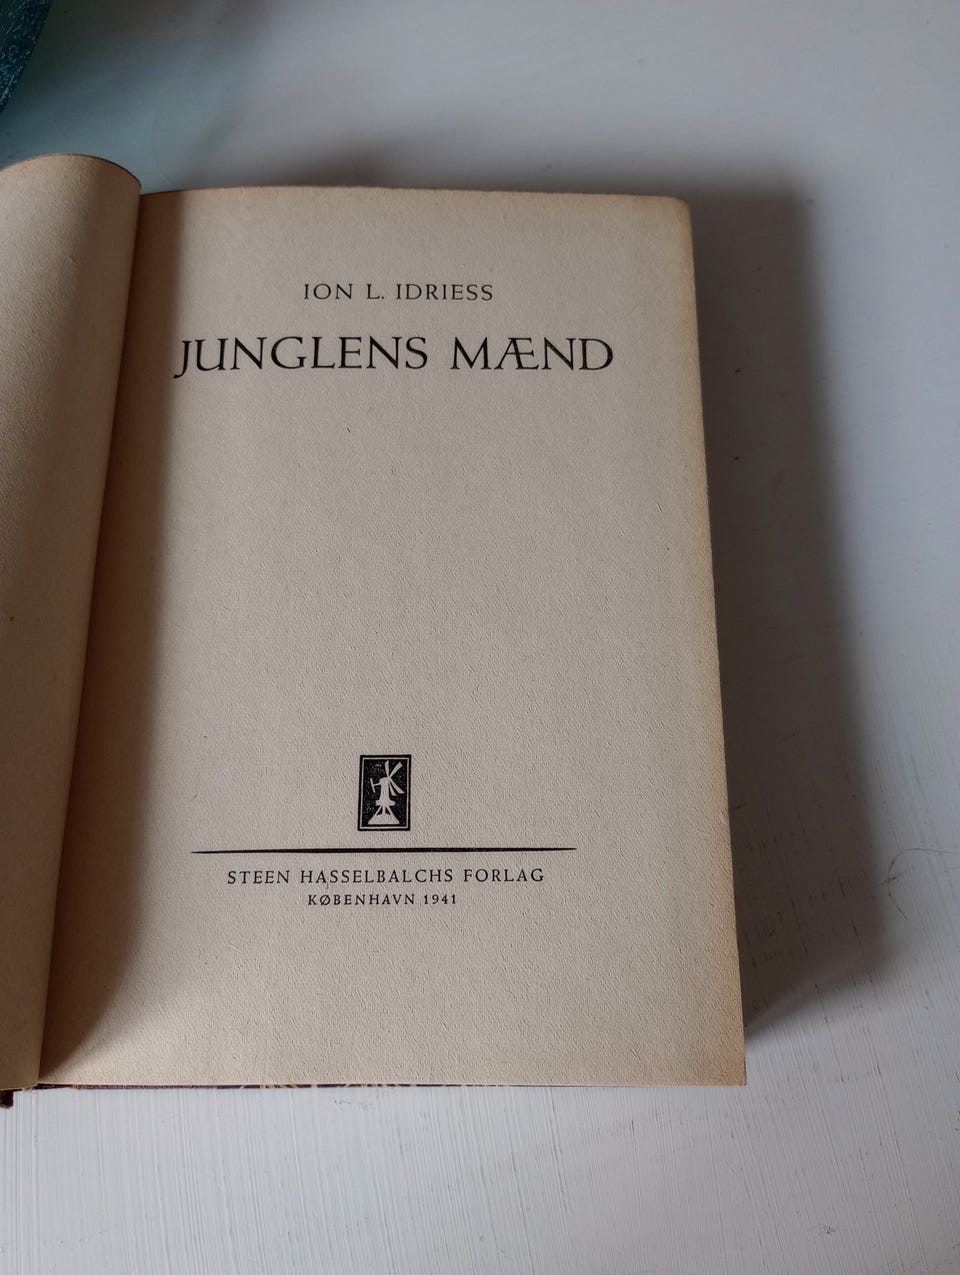 ION L. IDRIESS
JUNGLENS MÆND
STEEN HASSELBALCHS FORLAG
KØBENHAVN 1941